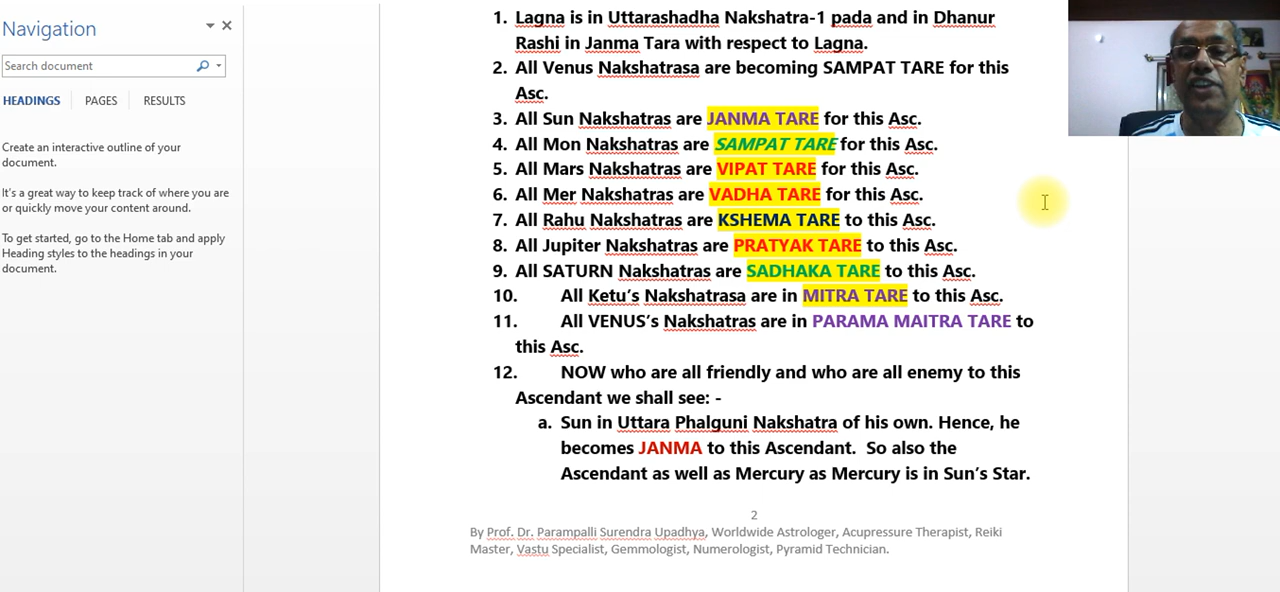 Navigation
Search document
HEADINGS PAGES RESULTS
Create an interactive outline of your
document.
It's a great way to keep track of where you are
or quickly move your content around.
To get started, go to the Home tab and apply
Heading styles to the headings in your
document.
1. Lagna is in Uttarashadha Nakshatra-1 pada and in Dhanur
Rashi in Janma Tara with respect to Lagna.
2. All Venus Nakshatrasa are becoming SAMPAT TARE for this
Asc.
3. All Sun Nakshatras are JANMA TARE for this Asc.
4. All Mon Nakshatras are SAMPAT TARE for this Asc.
5. All Mars Nakshatras are VIPAT TARE for this Asc.
6. All Mer Nakshatras are VADHA TARE for this Asc.
7. All Rahu Nakshatras are KSHEMA TARE to this Asc.
8. All Jupiter Nakshatras are PRATYAK TARE to this Asc.
9. All SATURN Nakshatras are SADHAKA TARE to this Asc.
10. All Ketu's Nakshatrasa are in MITRA TARE to this Asc.
11. All VENUS's Nakshatras are in PARAMA MAITRA TARE to
this Asc.
12. NOW who are all friendly and who are all enemy to this
Ascendant we shall see: -
a. Sun in Uttara Phalguni Nakshatra of his own. Hence, he
becomes JANMA to this Ascendant. So also the
Ascendant as well as Mercury as Mercury is in Sun's Star.
2
By Prof. Dr. Parampalli Surendra Upadhya, Worldwide Astrologer, Acupressure Therapist, Reiki
Master, Vastu Specialist, Gemmologist, Numerologist, Pyramid Technician.